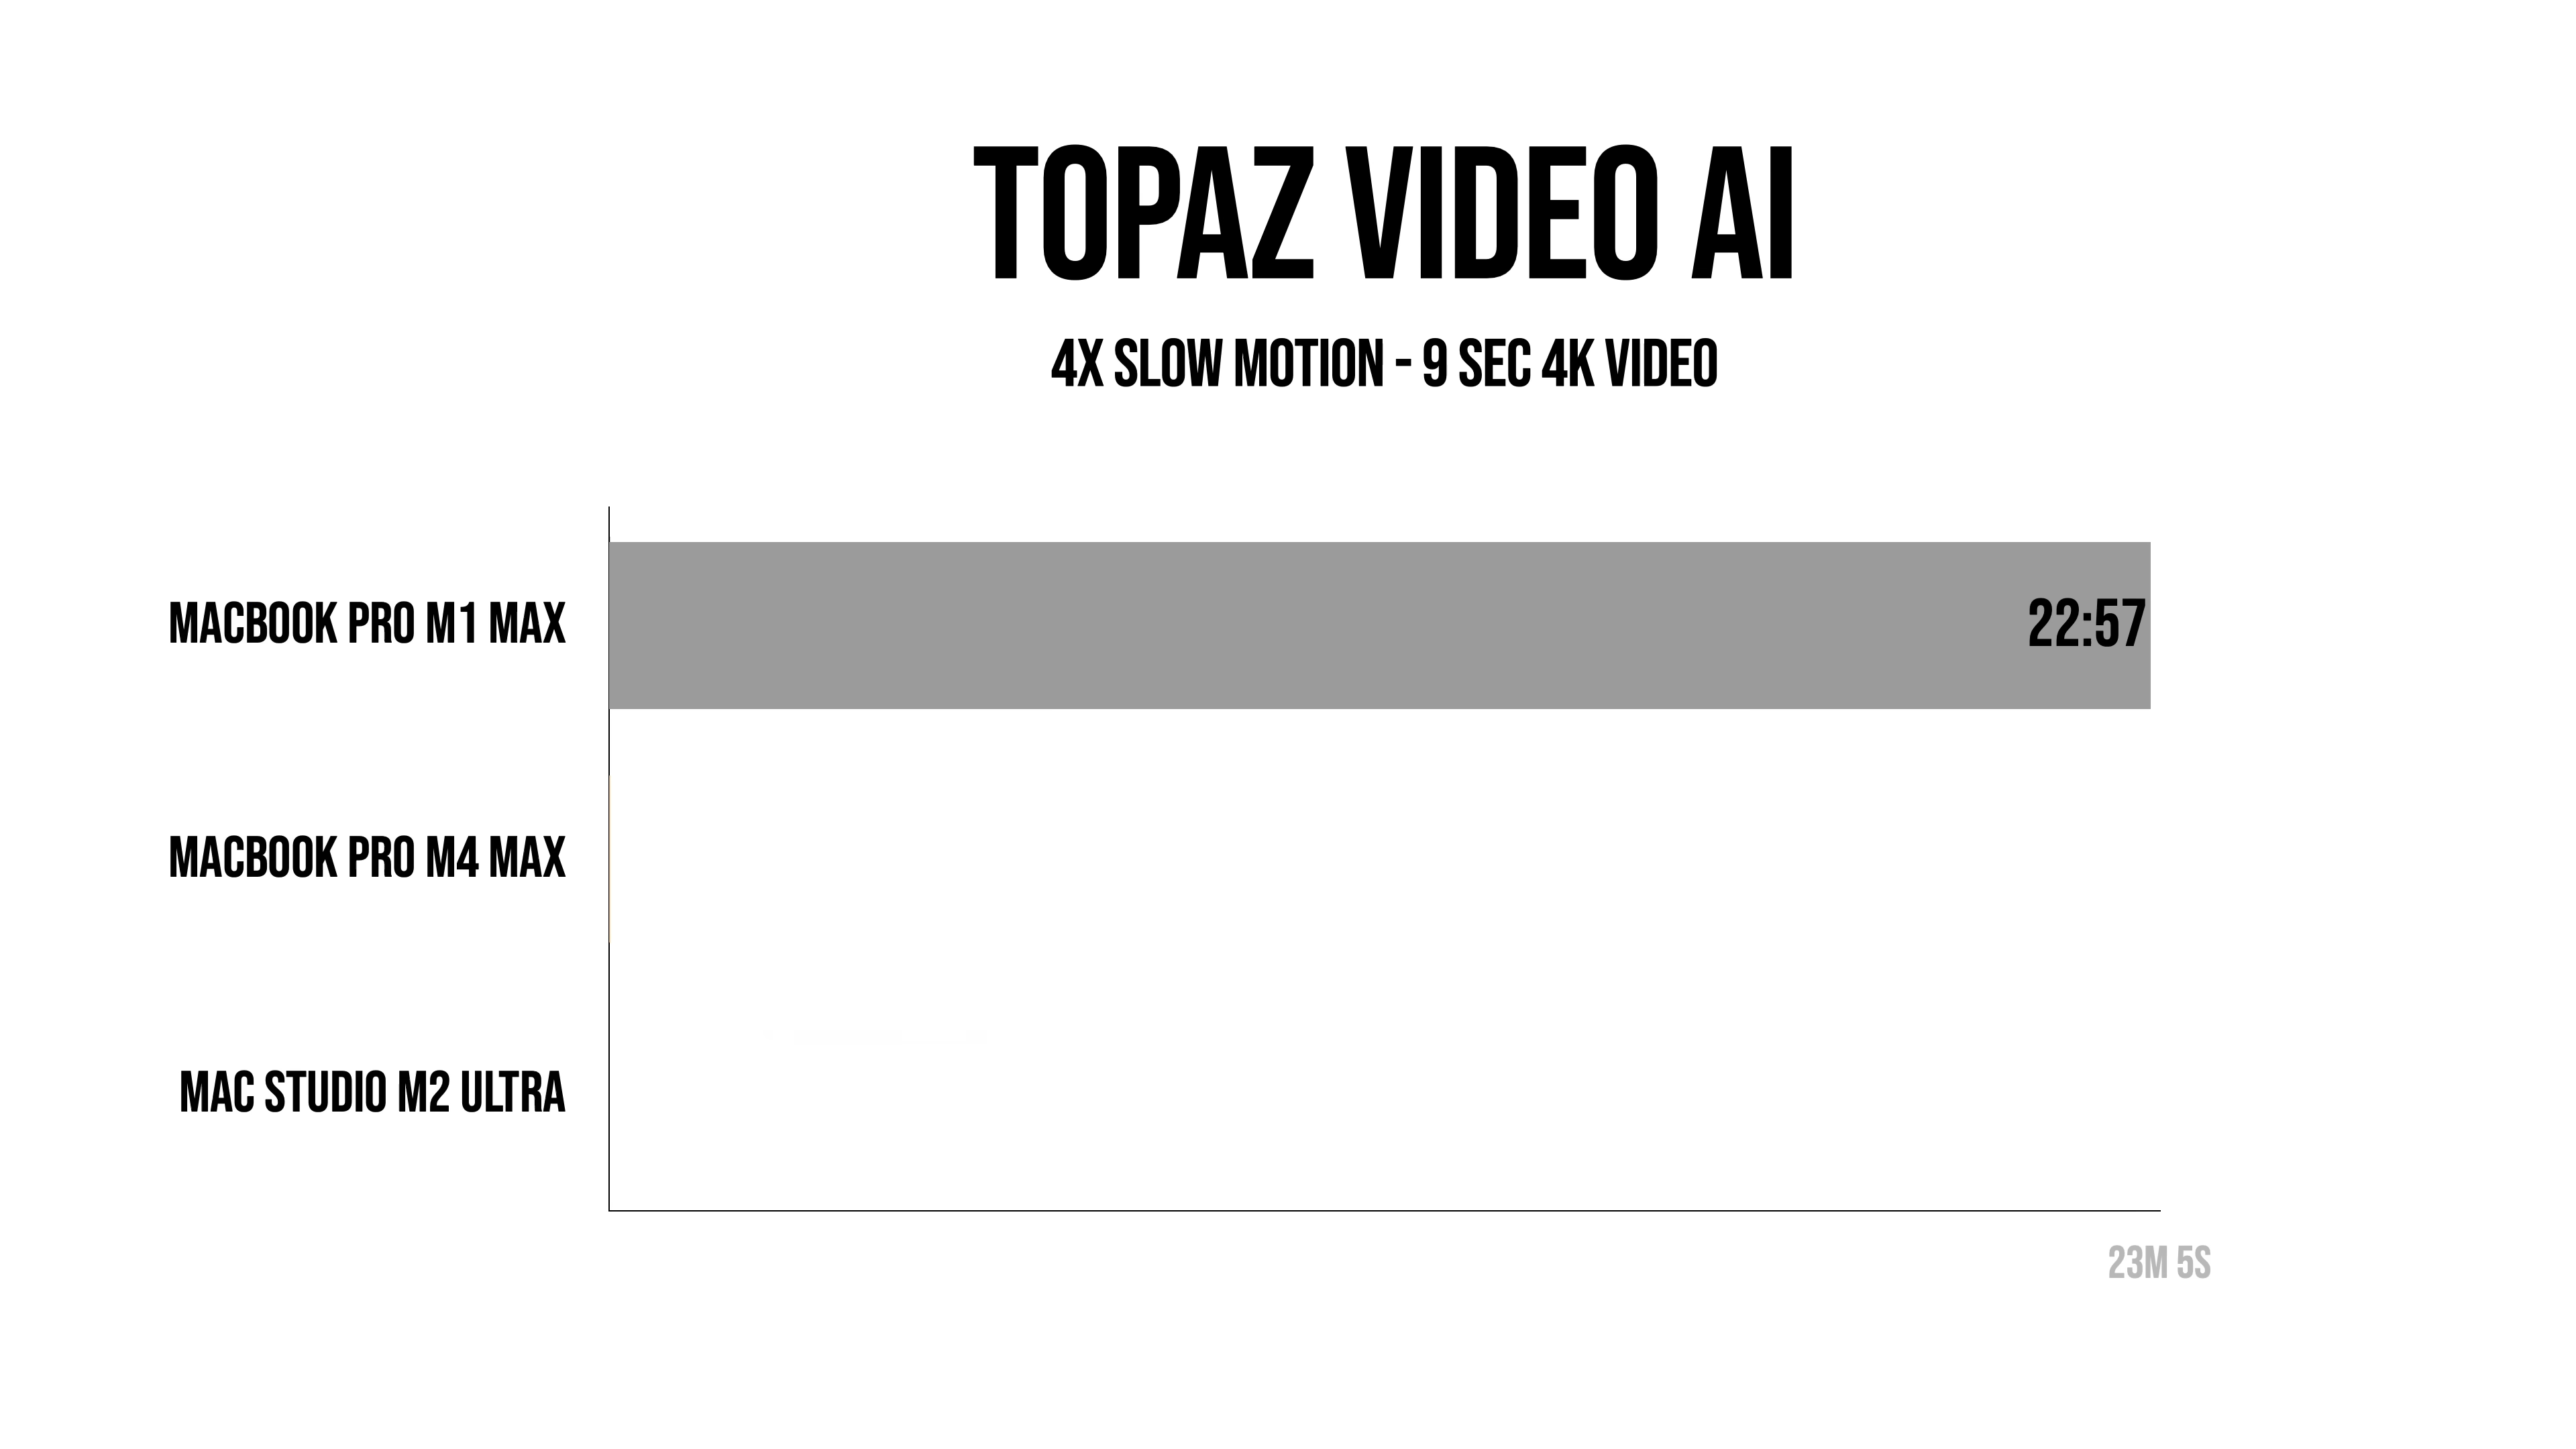 TOPAZ VIDEO AI
4X SLOW MOTION - 9 SEC 4K VIDEO
MACBOOK PRO M1 MAX
22:57
MACBOOK PRO M4 MAX
MAC STUDIO M2 ULTRA
23M 5S